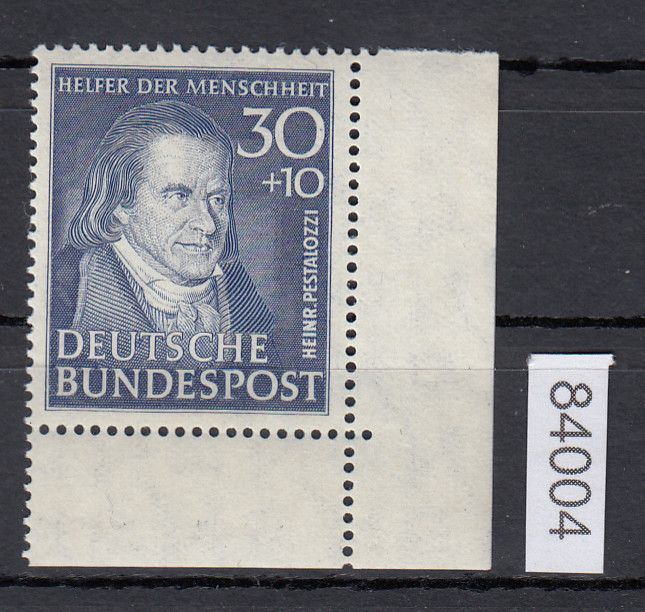 HELFER DER MENSCHHEIT
30
+10
HEINR. PESTALOZZI
DEUTSCHE
BUNDESPOST
84004